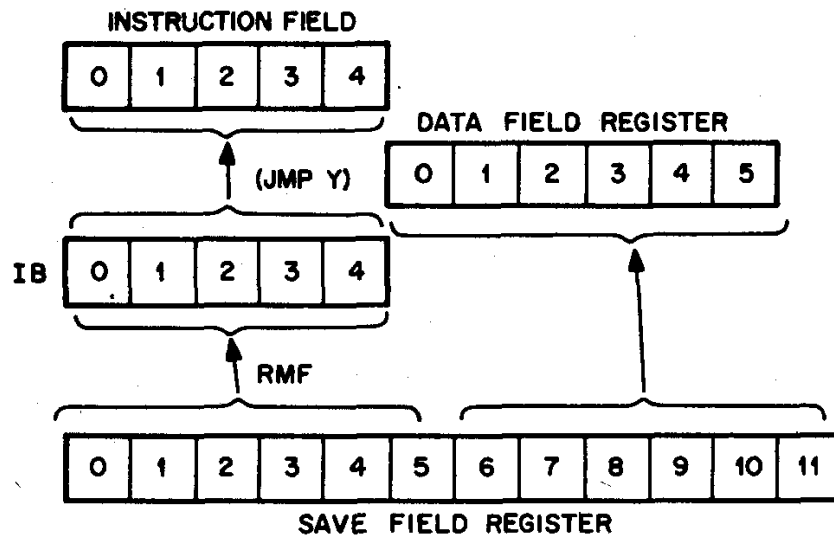 INSTRUCTION FIELD
0 1 2 3 4
DATA FIELD REGISTER
(JMP Y)
0 1 2 3 4 5
IB 0 1 2 3 4
RMF
0 1 2 3 4 5 6 7 8 9 10 11
SAVE FIELD REGISTER